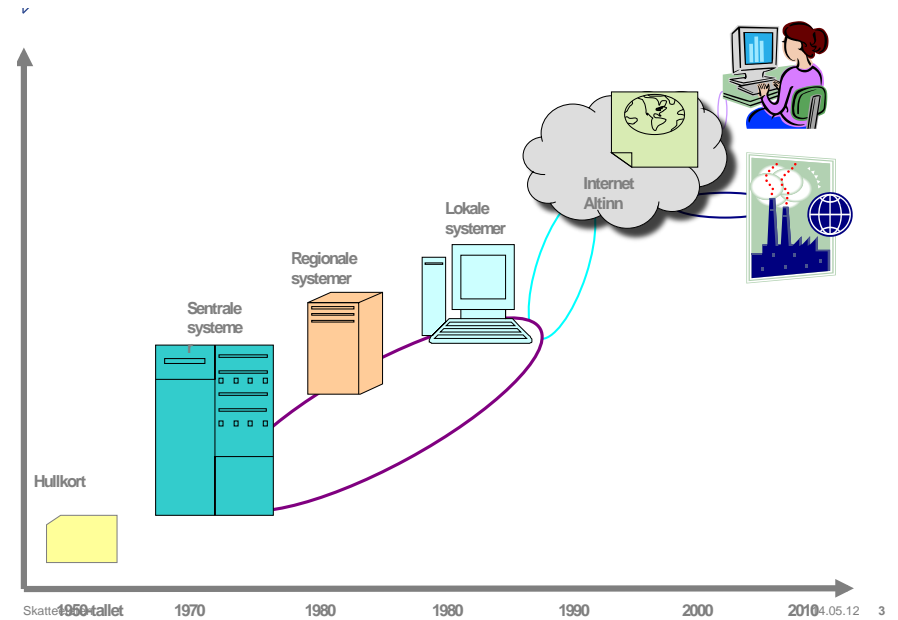 v
Internet
Altinn
Lokale
systemer
Regionale
systemer
Sentrale
systeme
r
Hullkort
1950-tallet
1970
1980
1980
1990
2000
2010
04.05.12
3